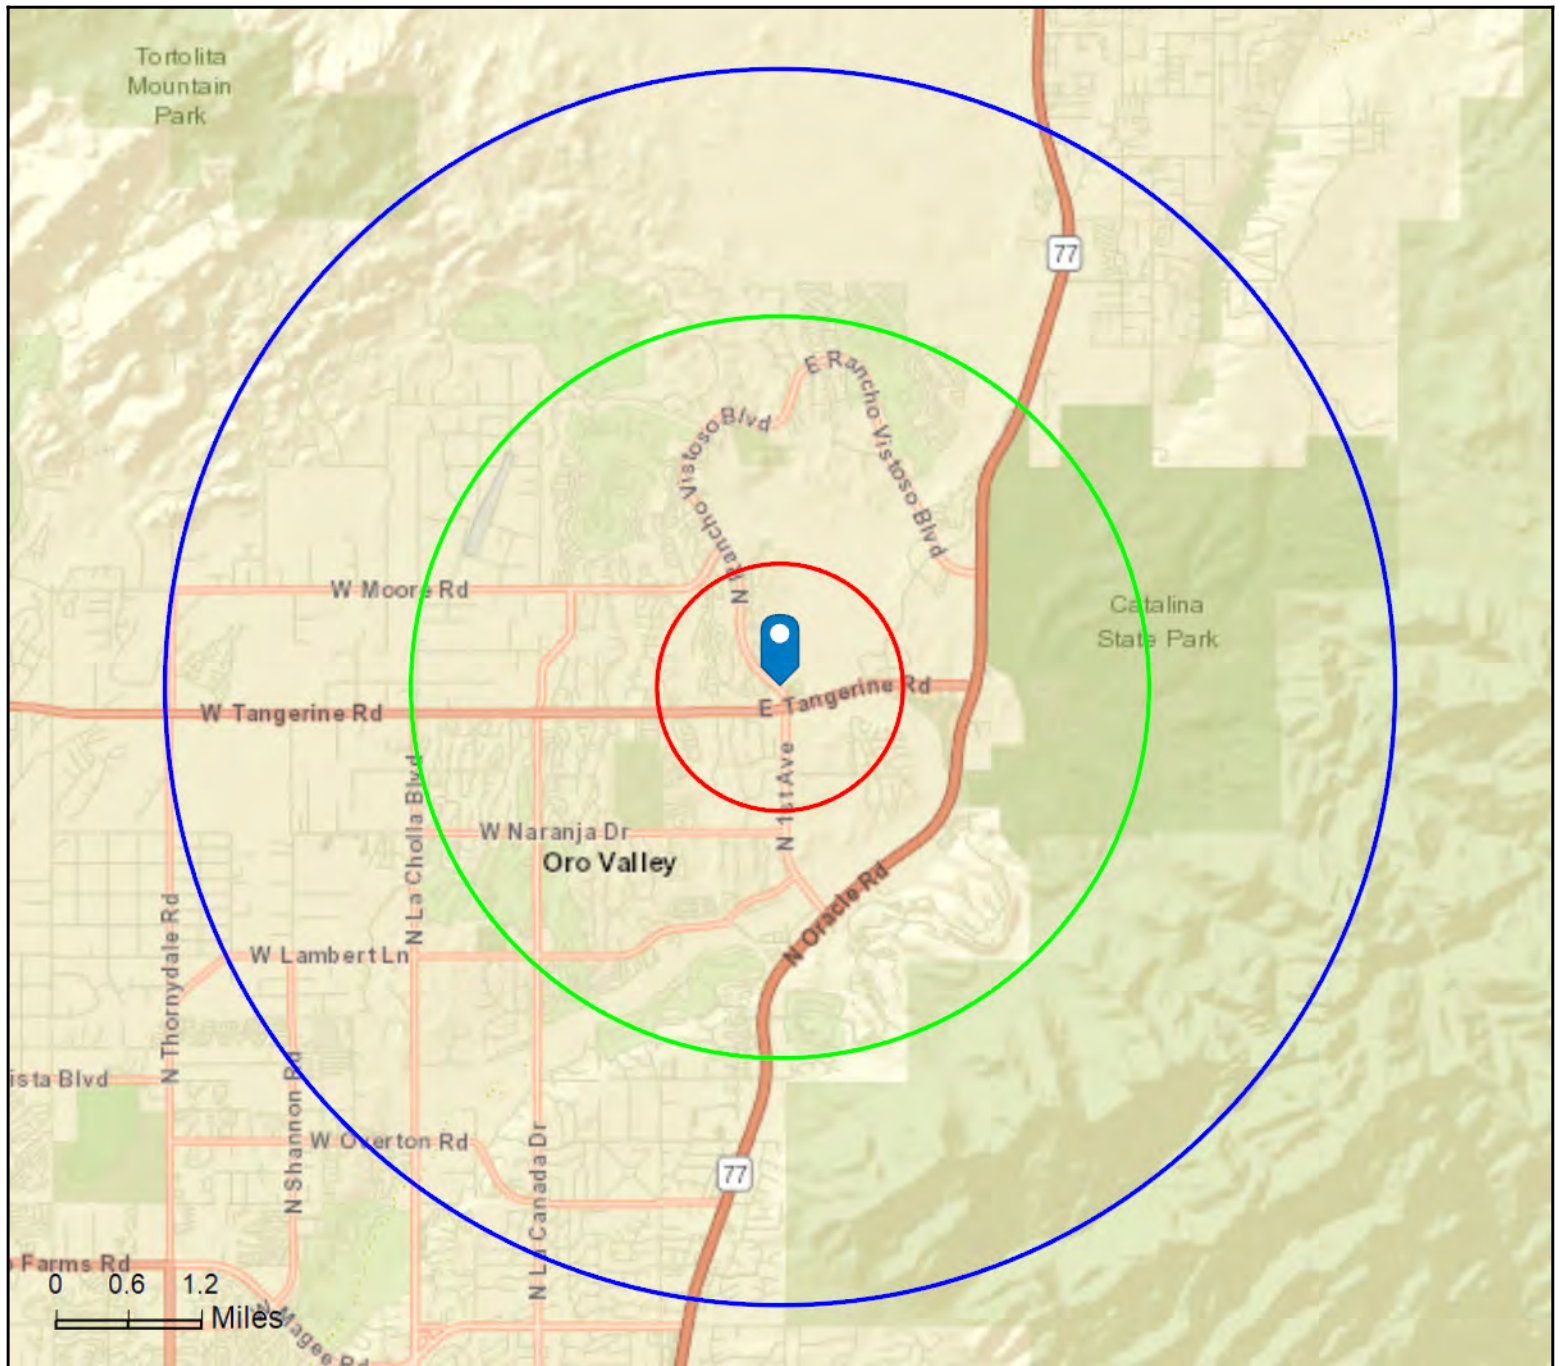 Tortolita
Mountain
Park
77
E Rancho Vistoso Blvd
N Rancho Vistoso Blvd
W Moore Rd
Catalina
State Park
W Tangerine Rd
E Tangerine Rd
N 1st Ave
N La Cholla Blvd
W Naranja Dr
Oro Valley
N Oracle Rd
N Thornydale Rd
W Lambert Ln
ista Blvd
N Shannon Rd
W Overton Rd
N La Canada Dr
77
Farms Rd
0 0.6 1.2
Miles
W Magee Rd